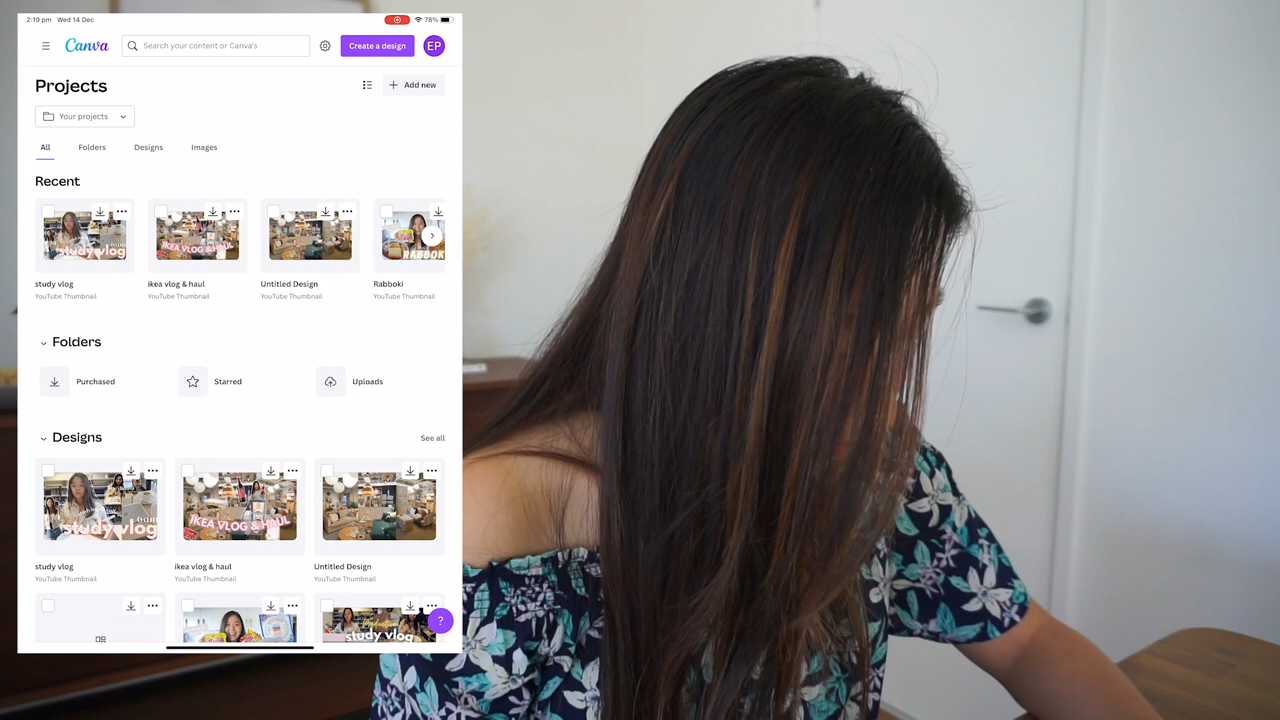 2:19 pm Wed 14 Dec 78%
Canva Search your content or Canva's Create a design EP
Projects
Add new
Your projects
All Folders Designs Images
Recent
study vlog
IKEA VLOG & HAUL
RABBOK
study vlog ikea vlog & haul Untitled Design Rabboki
YouTube Thumbnail YouTube Thumbnail YouTube Thumbnail YouTube Thumbnail
Folders
Purchased Starred Uploads
Designs See all
6am
study vlog
IKEA VLOG & HAUL
study vlog ikea vlog & haul Untitled Design
YouTube Thumbnail YouTube Thumbnail YouTube Thumbnail
productive
study vlog
?